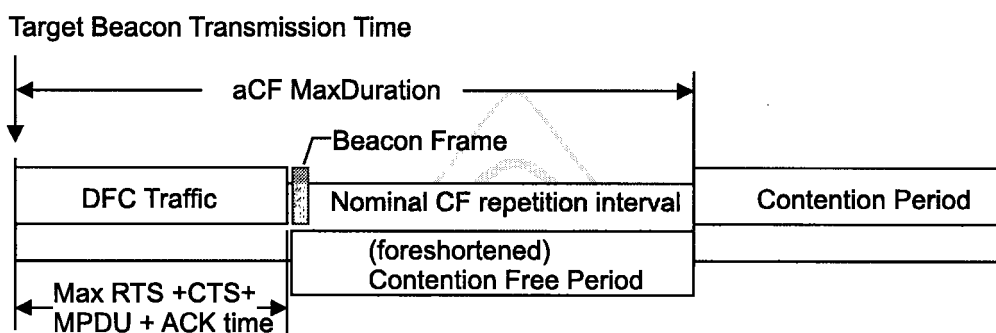 Target Beacon Transmission Time
aCF MaxDuration
Beacon Frame
DFC Traffic
Nominal CF repetition interval
Contention Period
(foreshortened)
Contention Free Period
Max RTS +CTS+
MPDU + ACK time